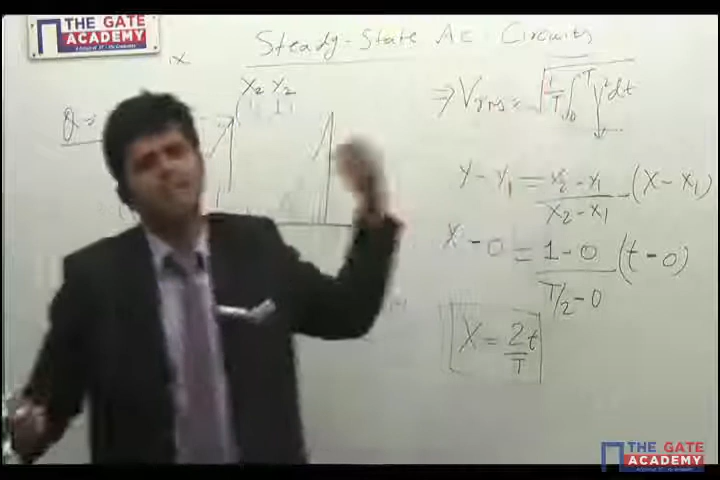 THE GATE
ACADEMY
Steady-State AC Circuits
X₂ Y₂
⇒ Vrms = √(1/T ∫₀ᵀ V² dt)
Y - Y₁ = (Y₂ - Y₁)/(X₂ - X₁) (X - X₁)
X - 0 = (1 - 0)/(T/2 - 0) (t - 0)
X = 2t/T
THE GATE
ACADEMY